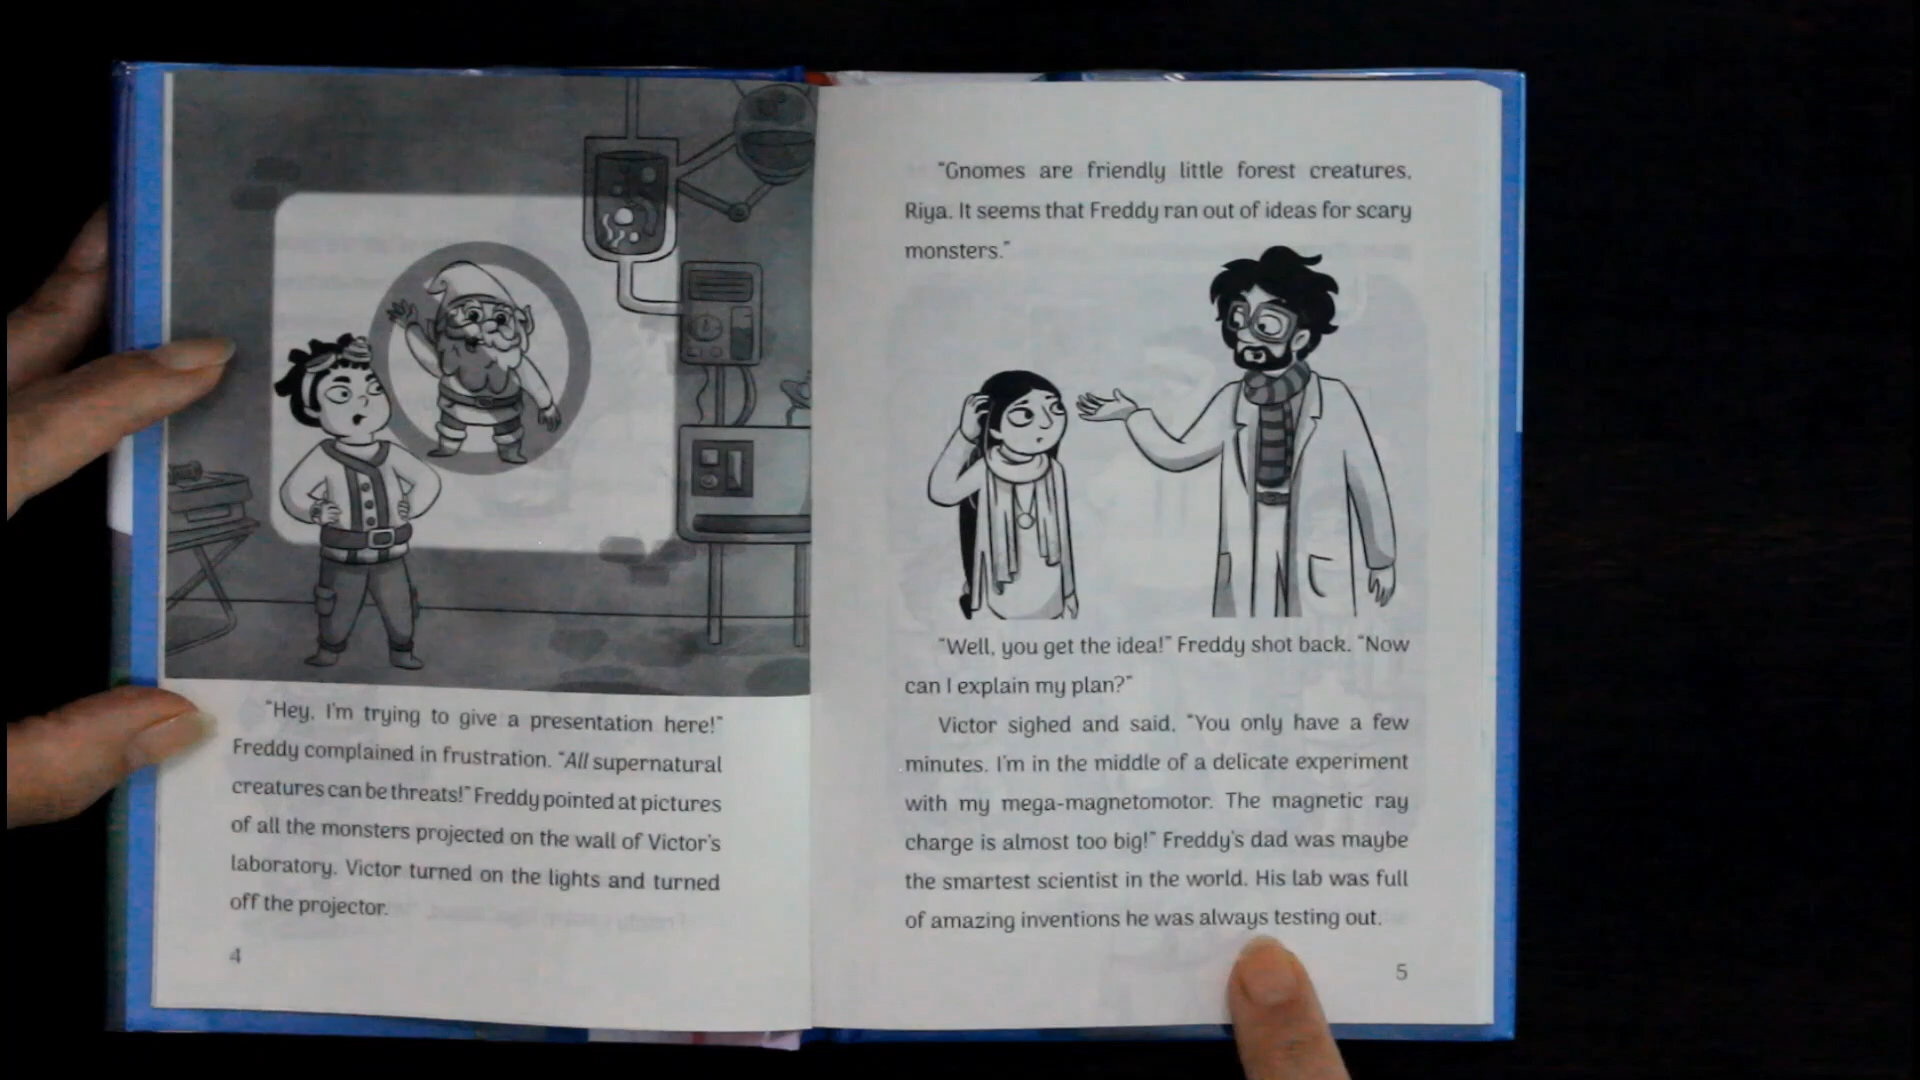 “Hey, I'm trying to give a presentation here!”
Freddy complained in frustration. “All supernatural
creatures can be threats!” Freddy pointed at pictures
of all the monsters projected on the wall of Victor's
laboratory. Victor turned on the lights and turned
off the projector.
4
“Gnomes are friendly little forest creatures,
Riya. It seems that Freddy ran out of ideas for scary
monsters.”
“Well, you get the idea!” Freddy shot back. “Now
can I explain my plan?”
Victor sighed and said, “You only have a few
minutes. I'm in the middle of a delicate experiment
with my mega-magnetomotor. The magnetic ray
charge is almost too big!” Freddy's dad was maybe
the smartest scientist in the world. His lab was full
of amazing inventions he was always testing out.
5